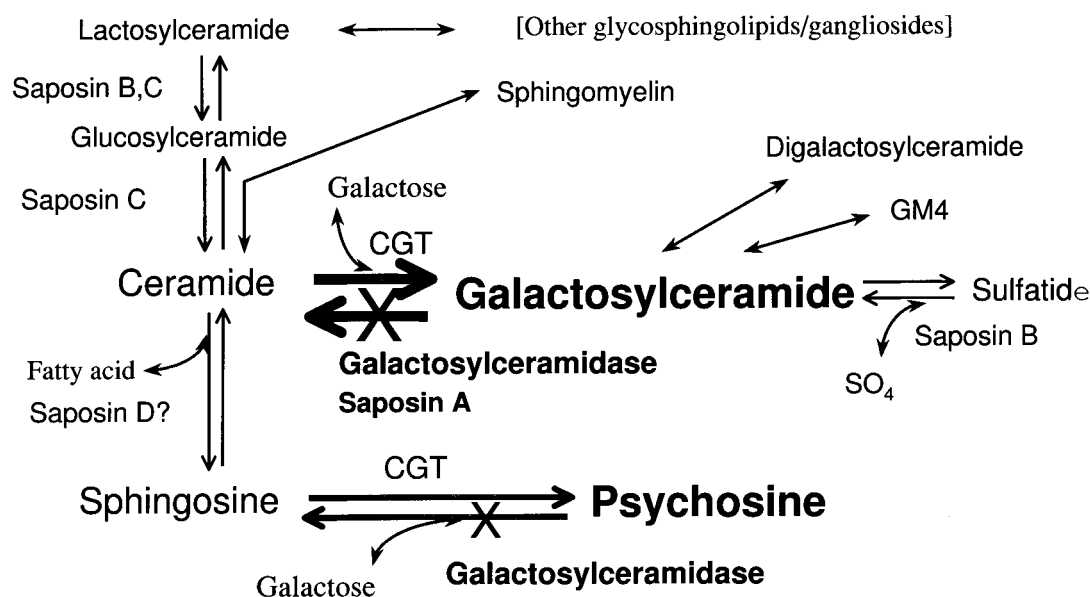 Lactosylceramide
[Other glycosphingolipids/gangliosides]
Saposin B,C
Sphingomyelin
Glucosylceramide
Digalactosylceramide
Saposin C
Galactose
GM4
CGT
Ceramide
Galactosylceramide
Sulfatide
Saposin B
Galactosylceramidase
Fatty acid
SO₄
Saposin A
Saposin D?
CGT
Sphingosine
Psychosine
Galactosylceramidase
Galactose